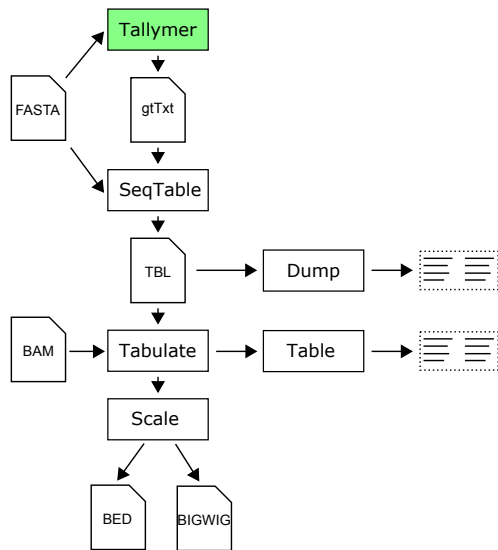 Tallymer
FASTA
gtTxt
SeqTable
TBL
Dump
BAM
Tabulate
Table
Scale
BED
BIGWIG